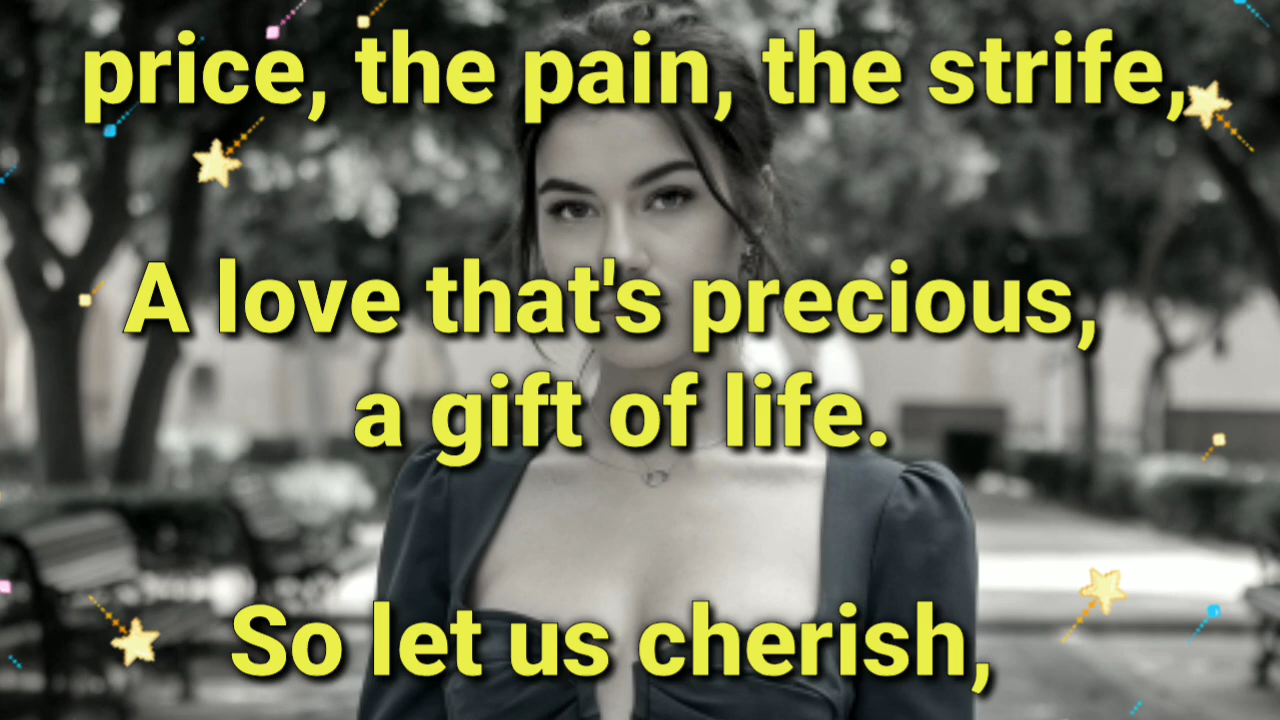 price, the pain, the strife,
A love that's precious,
a gift of life.
So let us cherish,